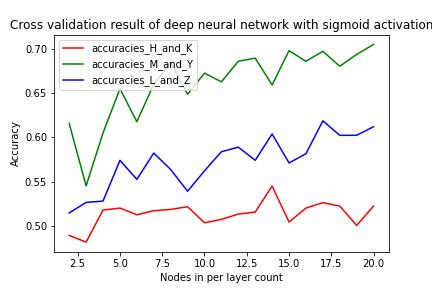 Cross validation result of deep neural network with sigmoid activation
accuracies_H_and_K
accuracies_M_and_Y
accuracies_L_and_Z
0.70
0.65
0.60
0.55
0.50
Accuracy
2.5 5.0 7.5 10.0 12.5 15.0 17.5 20.0
Nodes in per layer count